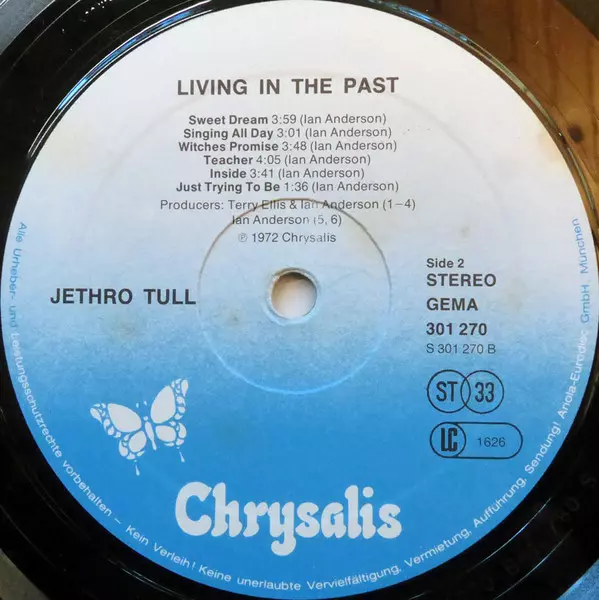 LIVING IN THE PAST
Sweet Dream 3:59 (Ian Anderson)
Singing All Day 3:01 (Ian Anderson)
Witches Promise 3:48 (Ian Anderson)
Teacher 4:05 (Ian Anderson)
Inside 3:41 (Ian Anderson)
Just Trying To Be 1:36 (Ian Anderson)
Producers: Terry Ellis & Ian Anderson (1–4)
Ian Anderson (5, 6)
℗ 1972 Chrysalis
JETHRO TULL
Side 2
STEREO
GEMA
301 270
S 301 270 B
ST 33
LC 1626
Chrysalis
Alle Urheber- und Leistungsschutzrechte vorbehalten – Kein Verleih! Keine unerlaubte Vervielfältigung, Vermietung, Aufführung, Sendung! Ariola-Eurodisc GmbH, München